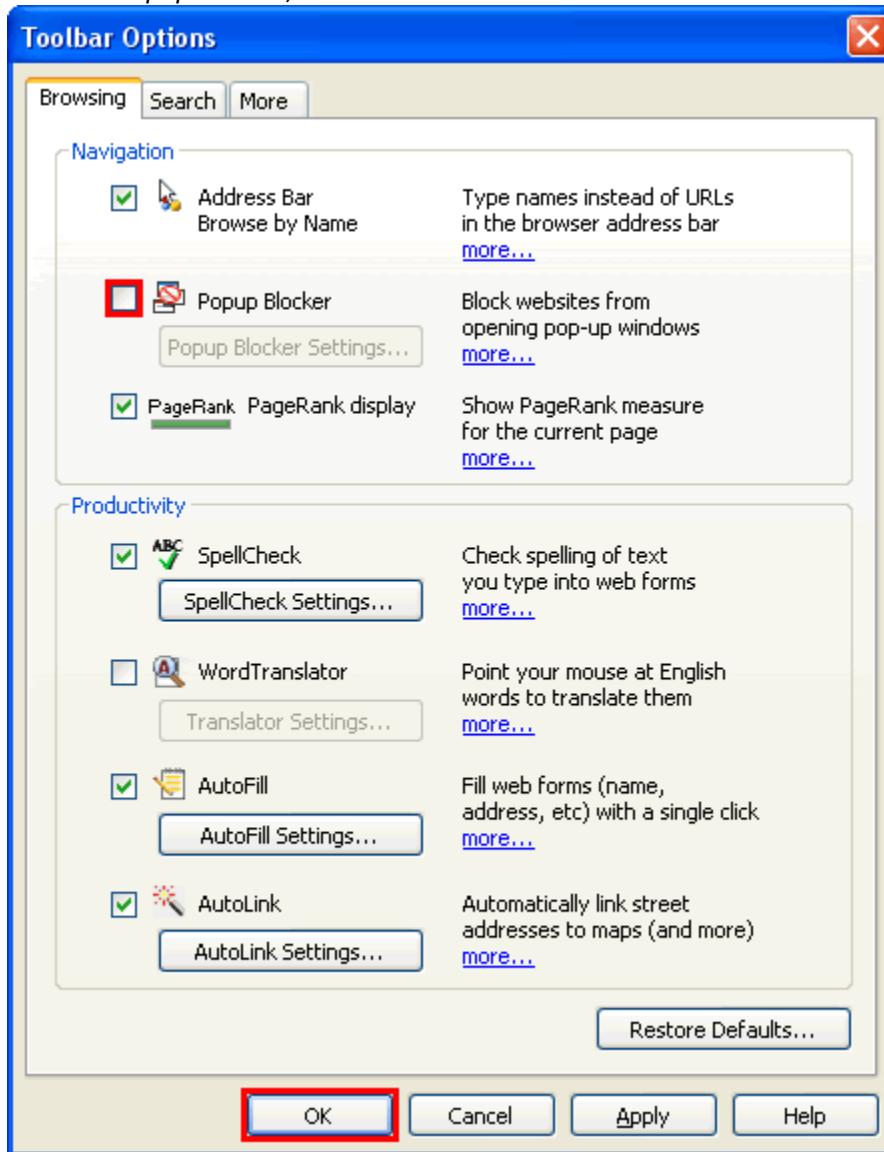 Toolbar Options
Browsing Search More
Navigation
Address Bar
Browse by Name
Type names instead of URLs
in the browser address bar
more...
Popup Blocker
Popup Blocker Settings...
Block websites from
opening pop-up windows
more...
PageRank PageRank display
Show PageRank measure
for the current page
more...
Productivity
ABC SpellCheck
SpellCheck Settings...
Check spelling of text
you type into web forms
more...
WordTranslator
Translator Settings...
Point your mouse at English
words to translate them
more...
AutoFill
AutoFill Settings...
Fill web forms (name,
address, etc) with a single click
more...
AutoLink
AutoLink Settings...
Automatically link street
addresses to maps (and more)
more...
Restore Defaults...
OK Cancel Apply Help